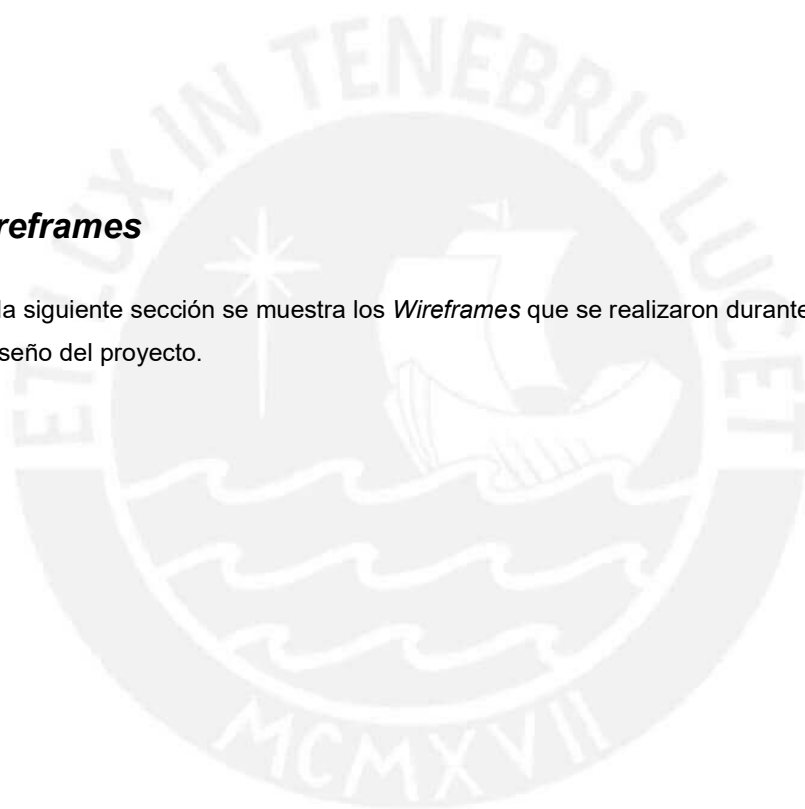 ET LUX IN TENEBRIS LUCET
reframes
la siguiente sección se muestra los Wireframes que se realizaron durante
seño del proyecto.
MCMXVII